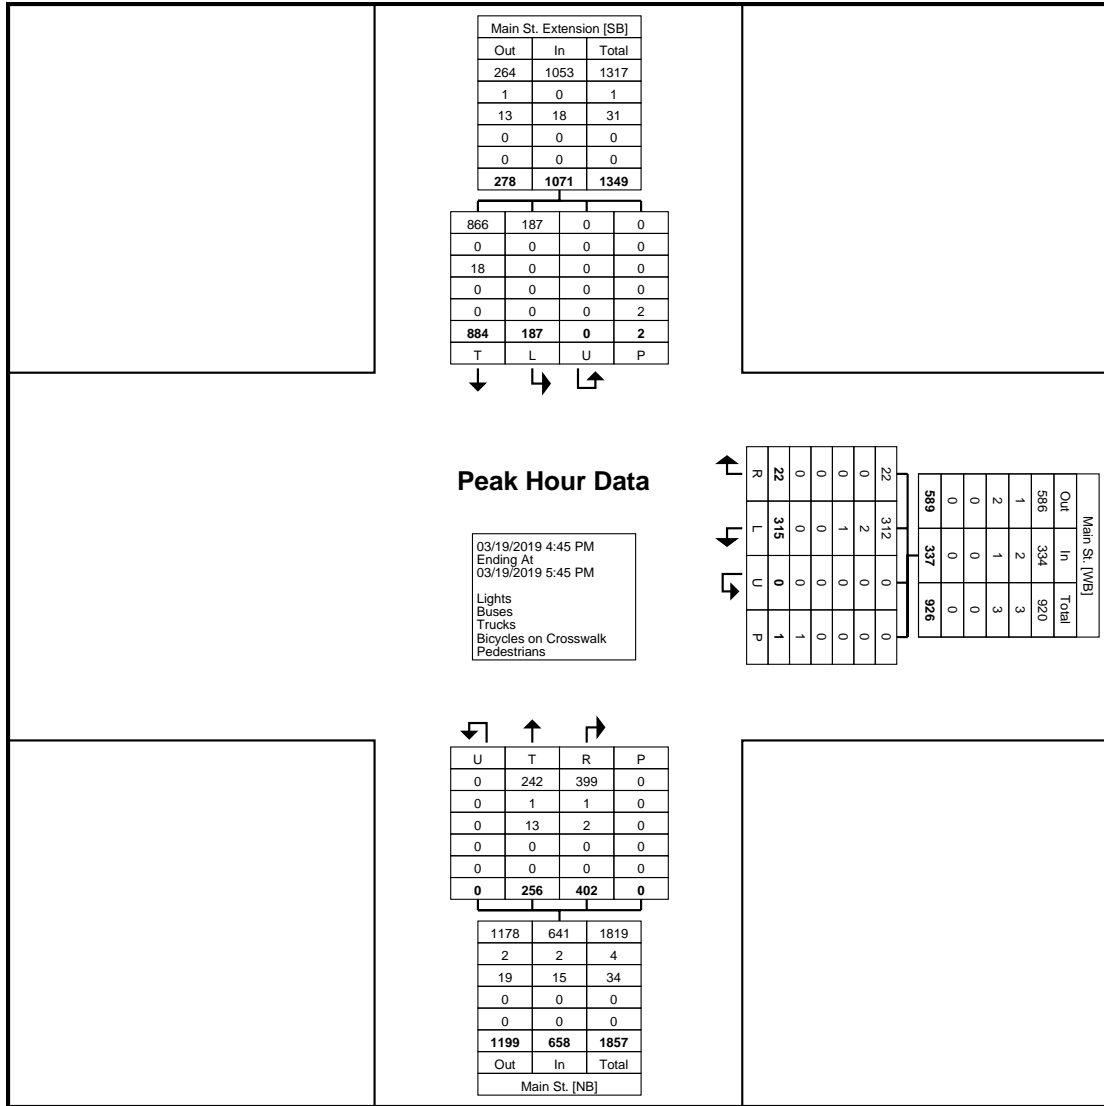 Main St. Extension [SB]
Out In Total
264 1053 1317
1 0 1
13 18 31
0 0 0
0 0 0
278 1071 1349
866 187 0 0
0 0 0 0
18 0 0 0
0 0 0 0
0 0 0 2
884 187 0 2
T L U P
Peak Hour Data
03/19/2019 4:45 PM
Ending At
03/19/2019 5:45 PM
Lights
Buses
Trucks
Bicycles on Crosswalk
Pedestrians
Main St. [WB]
Out In Total
586 334 920
1 2 3
2 1 3
0 0 0
0 0 0
589 337 926
22 312 0 0
0 2 0 0
0 1 0 0
0 0 0 0
0 0 0 1
22 315 0 1
R L U P
U T R P
0 242 399 0
0 1 1 0
0 13 2 0
0 0 0 0
0 0 0 0
0 256 402 0
1178 641 1819
2 2 4
19 15 34
0 0 0
0 0 0
1199 658 1857
Out In Total
Main St. [NB]